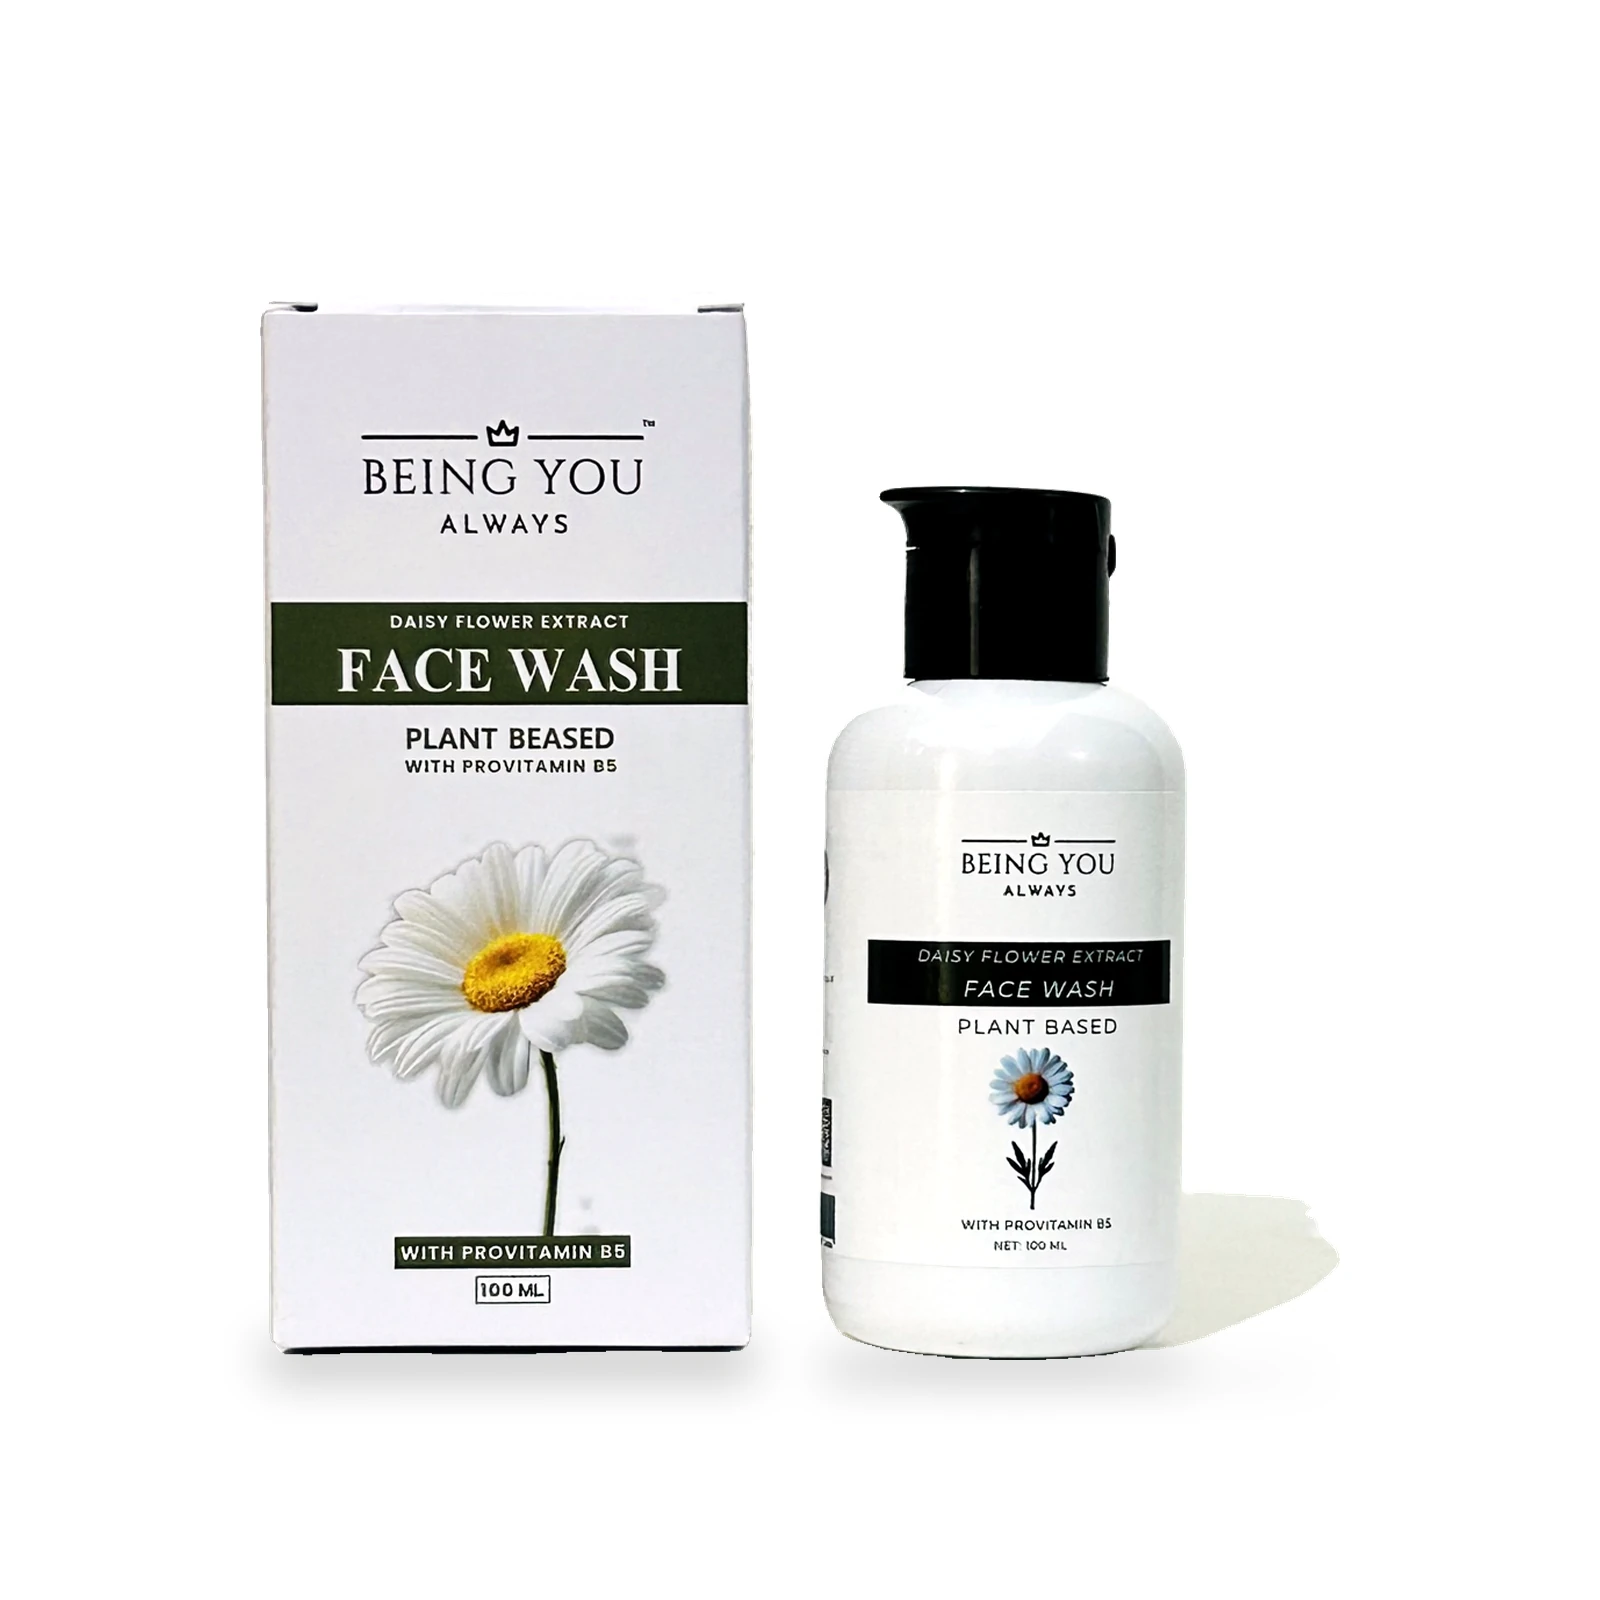 BEING YOU
TM
ALWAYS
DAISY FLOWER EXTRACT
FACE WASH
PLANT BEASED
WITH PROVITAMIN B5
WITH PROVITAMIN B5
100 ML
BEING YOU
ALWAYS
DAISY FLOWER EXTRACT
FACE WASH
PLANT BASED
WITH PROVITAMIN B5
NET: 100 ML